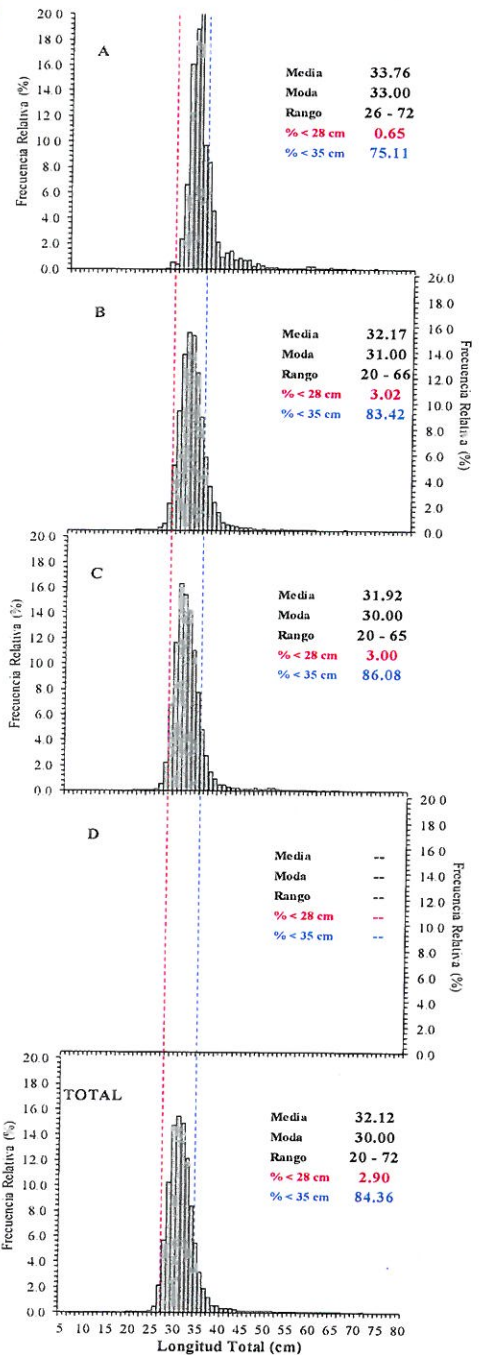 20 0
18 0
16 0
14 0
12 0
10 0
8 0
6 0
4 0
2 0
0.0
Frecuencia Relativa (%)
A
Media 33.76
Moda 33.00
Rango 26 - 72
% < 28 cm 0.65
% < 35 cm 75.11
20 0
18 0
16 0
14 0
12 0
10 0
8 0
6 0
4 0
2 0
0 0
Frecuencia Relativa (%)
B
Media 32.17
Moda 31.00
Rango 20 - 66
% < 28 cm 3.02
% < 35 cm 83.42
20 0
18 0
16 0
14 0
12 0
10 0
8 0
6 0
4 0
2 0
0.0
Frecuencia Relativa (%)
C
Media 31.92
Moda 30.00
Rango 20 - 65
% < 28 cm 3.00
% < 35 cm 86.08
20 0
18 0
16 0
14 0
12 0
10 0
8 0
6 0
4 0
2 0
0 0
Frecuencia Relativa (%)
D
Media --
Moda --
Rango --
% < 28 cm --
% < 35 cm --
20 0
18 0
16 0
14 0
12 0
10 0
8 0
6 0
4 0
2 0
0 0
Frecuencia Relativa (%)
TOTAL
Media 32.12
Moda 30.00
Rango 20 - 72
% < 28 cm 2.90
% < 35 cm 84.36
5 10 15 20 25 30 35 40 45 50 55 60 65 70 75 80
Longitud Total (cm)